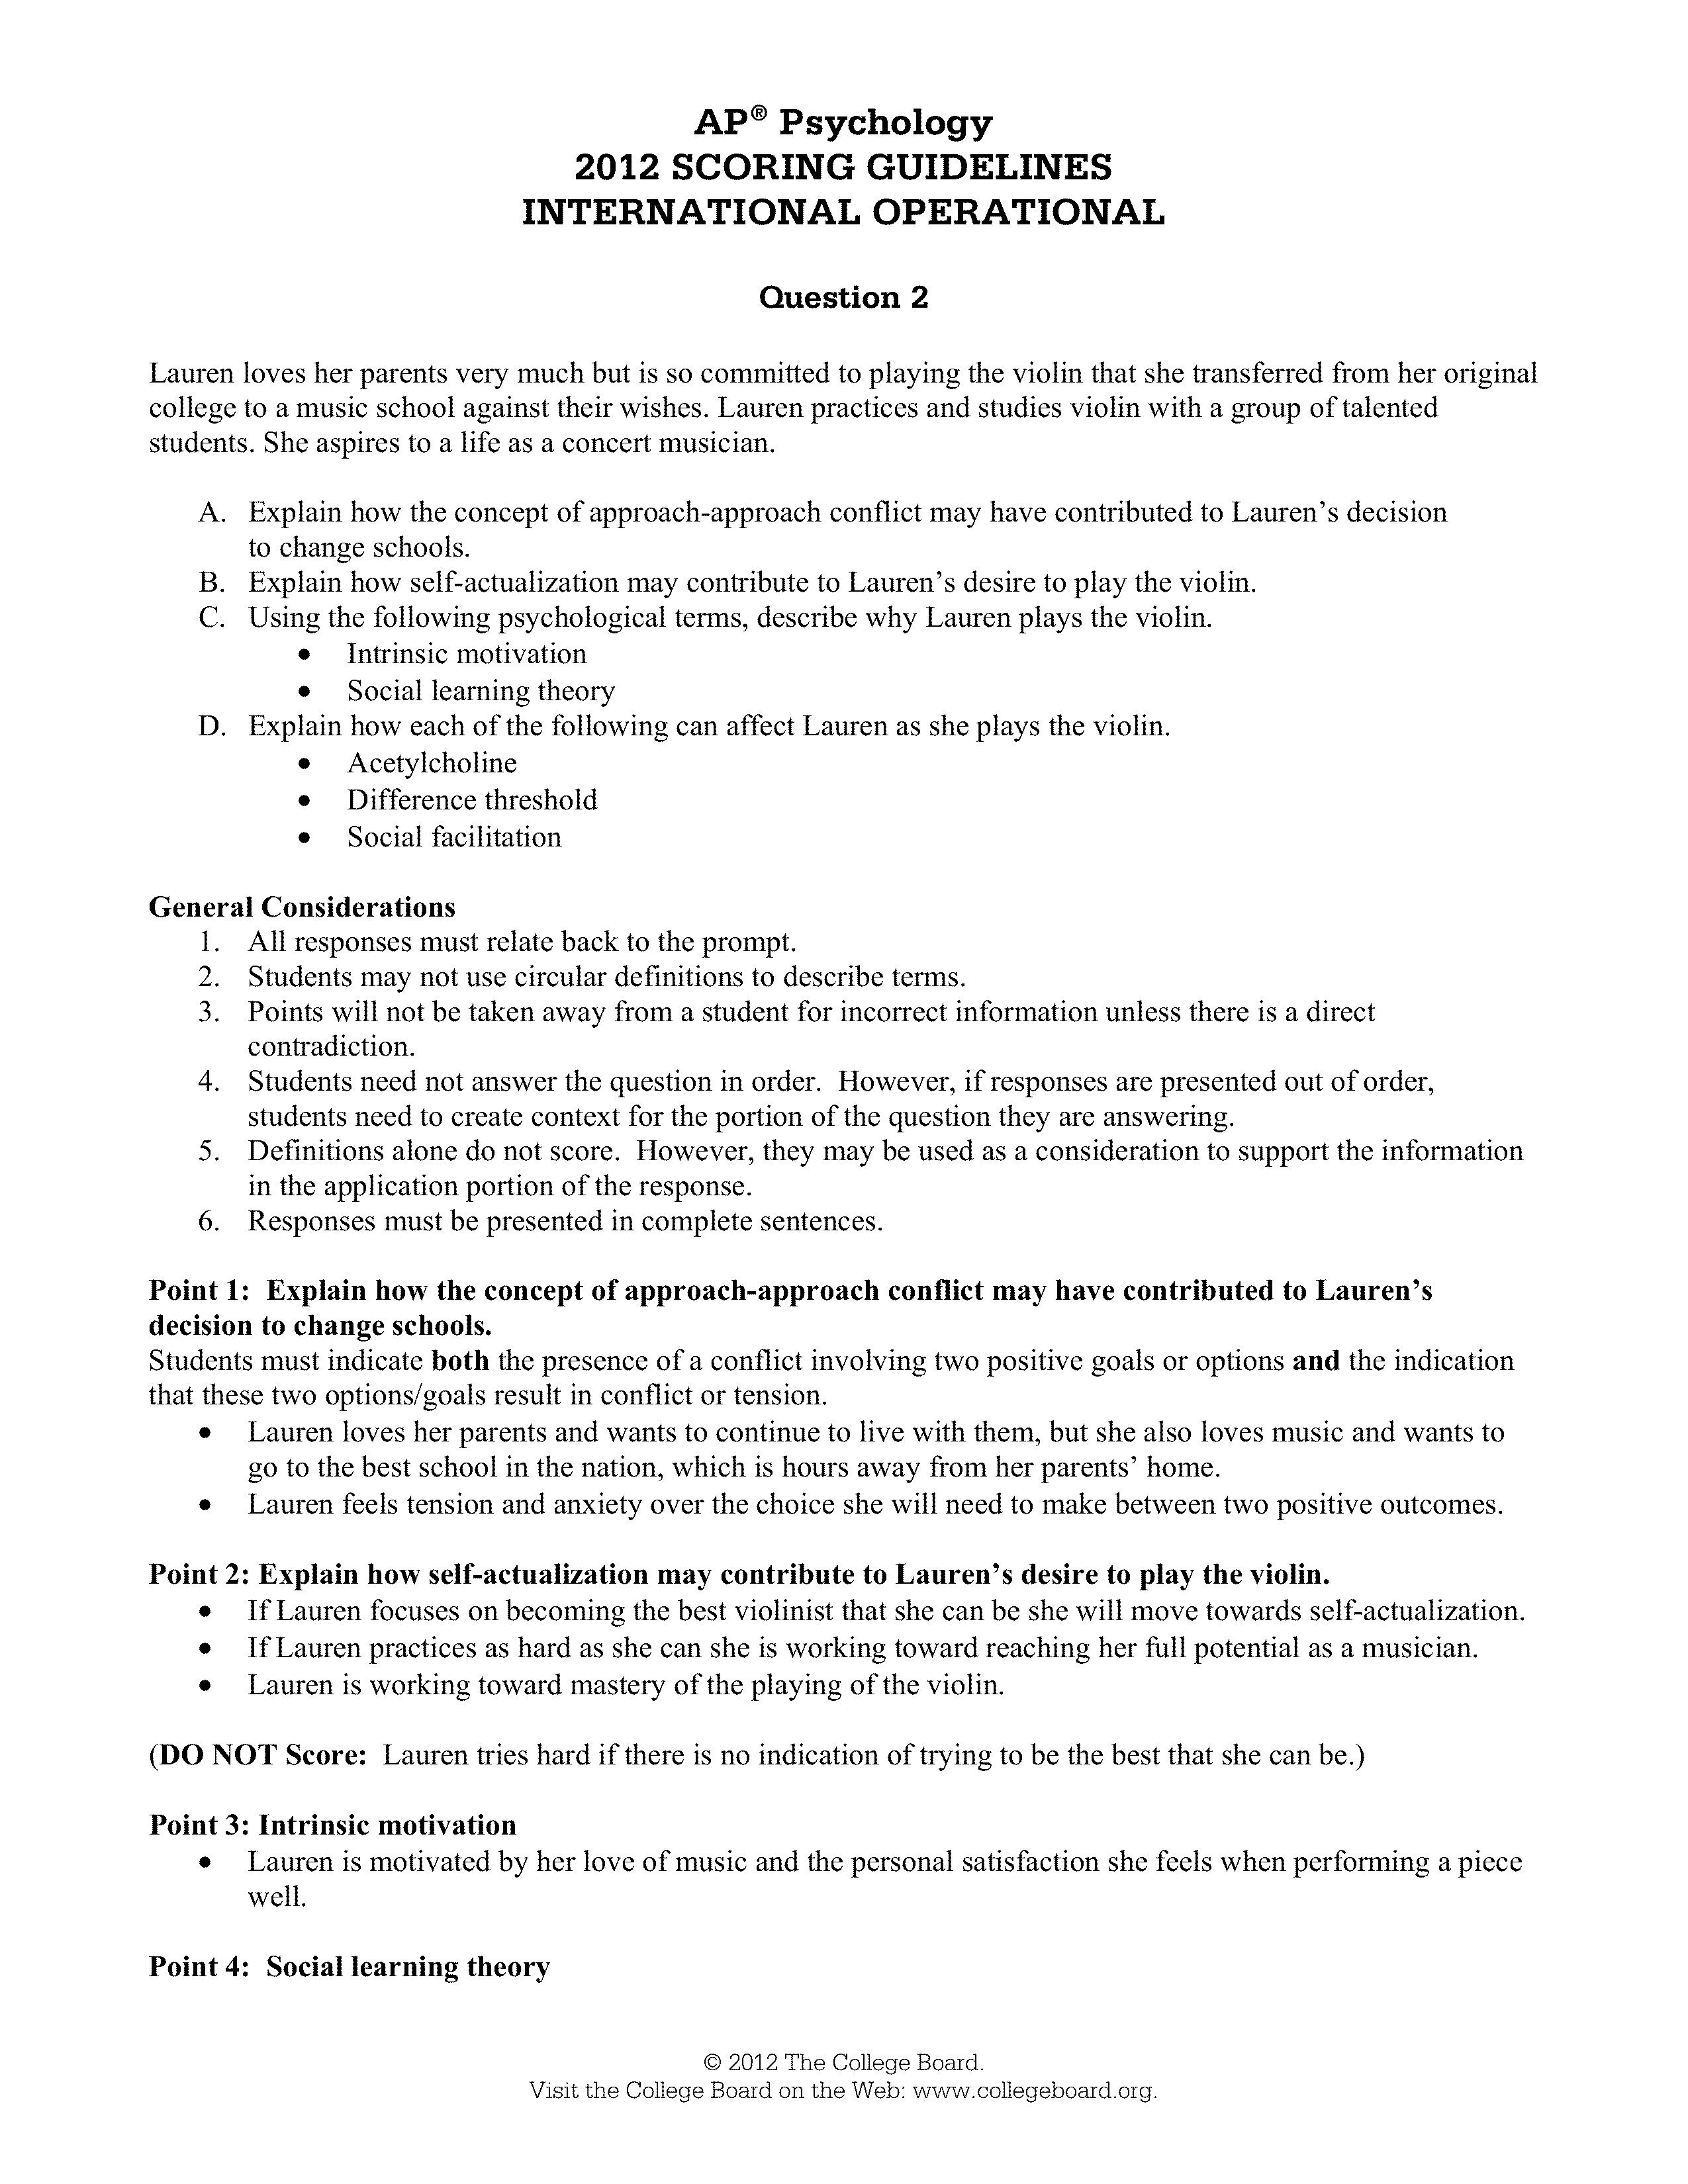 AP® Psychology
2012 SCORING GUIDELINES
INTERNATIONAL OPERATIONAL
Question 2
Lauren loves her parents very much but is so committed to playing the violin that she transferred from her original
college to a music school against their wishes. Lauren practices and studies violin with a group of talented
students. She aspires to a life as a concert musician.
A. Explain how the concept of approach-approach conflict may have contributed to Lauren’s decision
to change schools.
B. Explain how self-actualization may contribute to Lauren’s desire to play the violin.
C. Using the following psychological terms, describe why Lauren plays the violin.
• Intrinsic motivation
• Social learning theory
D. Explain how each of the following can affect Lauren as she plays the violin.
• Acetylcholine
• Difference threshold
• Social facilitation
General Considerations
1. All responses must relate back to the prompt.
2. Students may not use circular definitions to describe terms.
3. Points will not be taken away from a student for incorrect information unless there is a direct
contradiction.
4. Students need not answer the question in order. However, if responses are presented out of order,
students need to create context for the portion of the question they are answering.
5. Definitions alone do not score. However, they may be used as a consideration to support the information
in the application portion of the response.
6. Responses must be presented in complete sentences.
Point 1: Explain how the concept of approach-approach conflict may have contributed to Lauren’s
decision to change schools.
Students must indicate both the presence of a conflict involving two positive goals or options and the indication
that these two options/goals result in conflict or tension.
• Lauren loves her parents and wants to continue to live with them, but she also loves music and wants to
go to the best school in the nation, which is hours away from her parents’ home.
• Lauren feels tension and anxiety over the choice she will need to make between two positive outcomes.
Point 2: Explain how self-actualization may contribute to Lauren’s desire to play the violin.
• If Lauren focuses on becoming the best violinist that she can be she will move towards self-actualization.
• If Lauren practices as hard as she can she is working toward reaching her full potential as a musician.
• Lauren is working toward mastery of the playing of the violin.
(DO NOT Score: Lauren tries hard if there is no indication of trying to be the best that she can be.)
Point 3: Intrinsic motivation
• Lauren is motivated by her love of music and the personal satisfaction she feels when performing a piece
well.
Point 4: Social learning theory
© 2012 The College Board.
Visit the College Board on the Web: www.collegeboard.org.